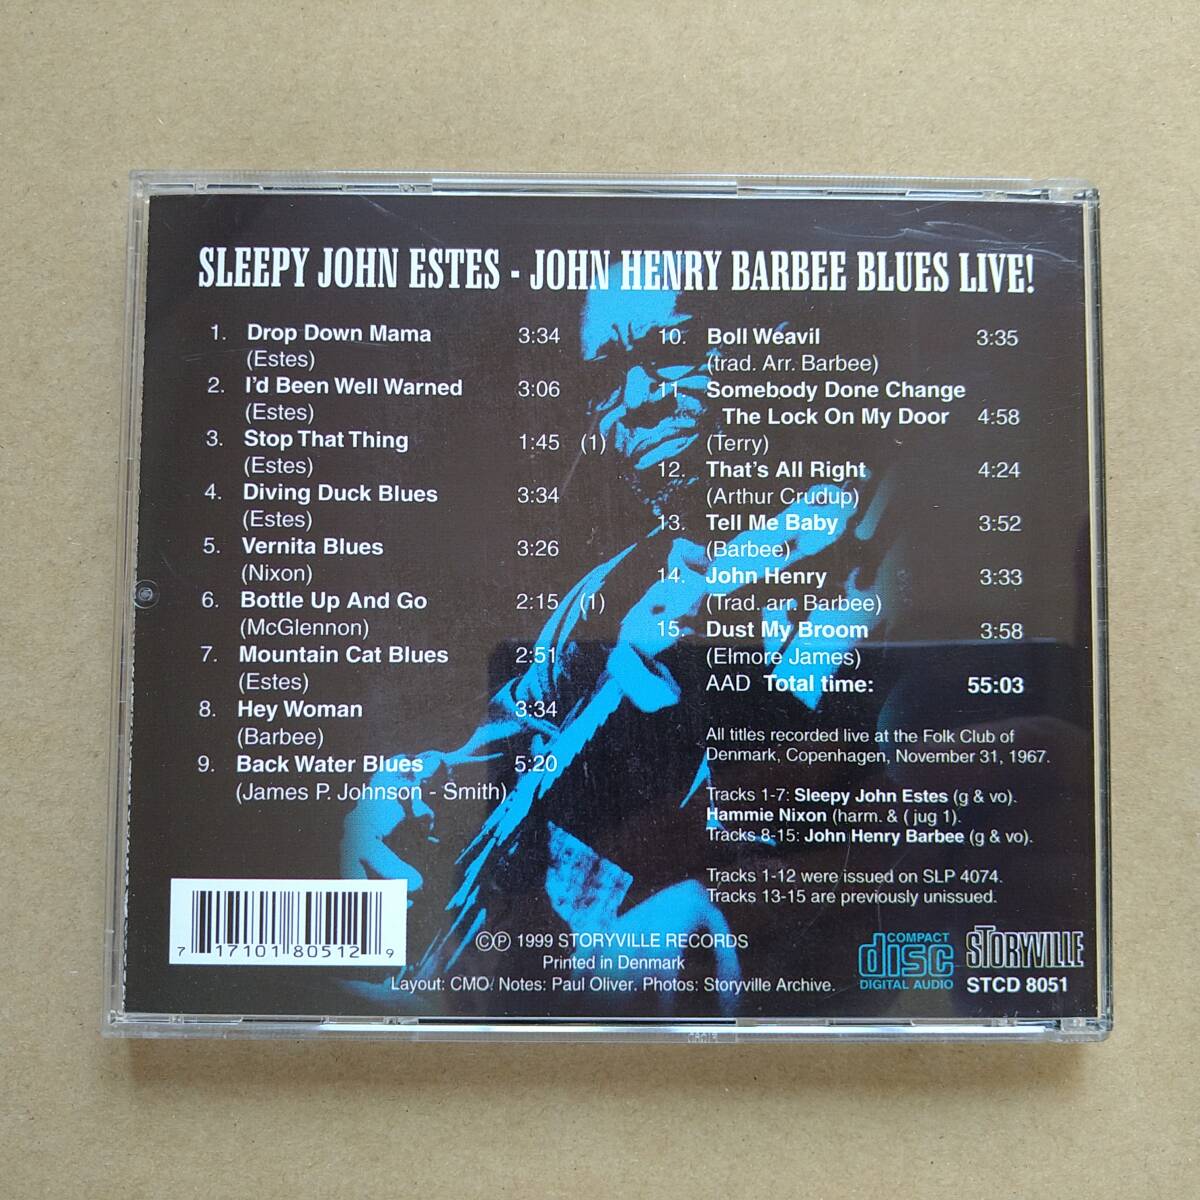 SLEEPY JOHN ESTES - JOHN HENRY BARBEE BLUES LIVE!
1. Drop Down Mama 3:34
(Estes)
2. I'd Been Well Warned 3:06
(Estes)
3. Stop That Thing 1:45 (1)
(Estes)
4. Diving Duck Blues 3:34
(Estes)
5. Vernita Blues 3:26
(Nixon)
6. Bottle Up And Go 2:15 (1)
(McGlennon)
7. Mountain Cat Blues 2:51
(Estes)
8. Hey Woman 3:34
(Barbee)
9. Back Water Blues 5:20
(James P. Johnson - Smith)
10. Boll Weavil 3:35
(trad. Arr. Barbee)
11. Somebody Done Change
The Lock On My Door 4:58
(Terry)
12. That's All Right 4:24
(Arthur Crudup)
13. Tell Me Baby 3:52
(Barbee)
14. John Henry 3:33
(Trad. arr. Barbee)
15. Dust My Broom 3:58
(Elmore James)
AAD Total time: 55:03
All titles recorded live at the Folk Club of
Denmark, Copenhagen, November 31, 1967.
Tracks 1-7: Sleepy John Estes (g & vo).
Hammie Nixon (harm. & ( jug 1).
Tracks 8-15: John Henry Barbee (g & vo).
Tracks 1-12 were issued on SLP 4074.
Tracks 13-15 are previously unissued.
7 17101 80512 9
©℗ 1999 STORYVILLE RECORDS
Printed in Denmark
Layout: CMO. Notes: Paul Oliver. Photos: Storyville Archive.
COMPACT
disc
DIGITAL AUDIO
STORYVILLE
STCD 8051